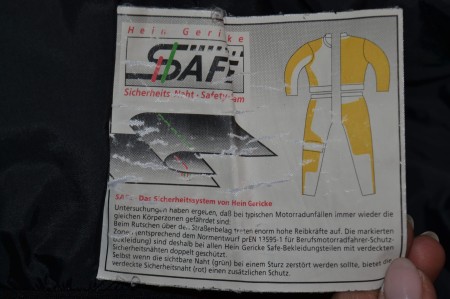 Hein Gericke
SAFE
Sicherheits Naht - Safety
Das Sicherheitssystem von Hein Gericke
Untersuchungen haben ergeben, daß bei typischen Motorradunfällen immer wieder die
gleichen Körperzonen gefährdet sind.
Beim Rutschen über den Straßenbelag treten enorm hohe Reibkräfte auf. Die markierten
Zonen (entsprechend dem Normentwurf prEN 13595-1 für Berufsmotorradfahrer-Schutz-
bekleidung) sind deshalb bei allen Hein Gericke Safe-Bekleidungsteilen mit verdeckten
Sicherheitsnähten doppelt geschützt.
Selbst wenn die sichtbare Naht (grün) bei einem Sturz zerstört werden sollte, bietet die
verdeckte Sicherheitsnaht (rot) einen zusätzlichen Schutz.